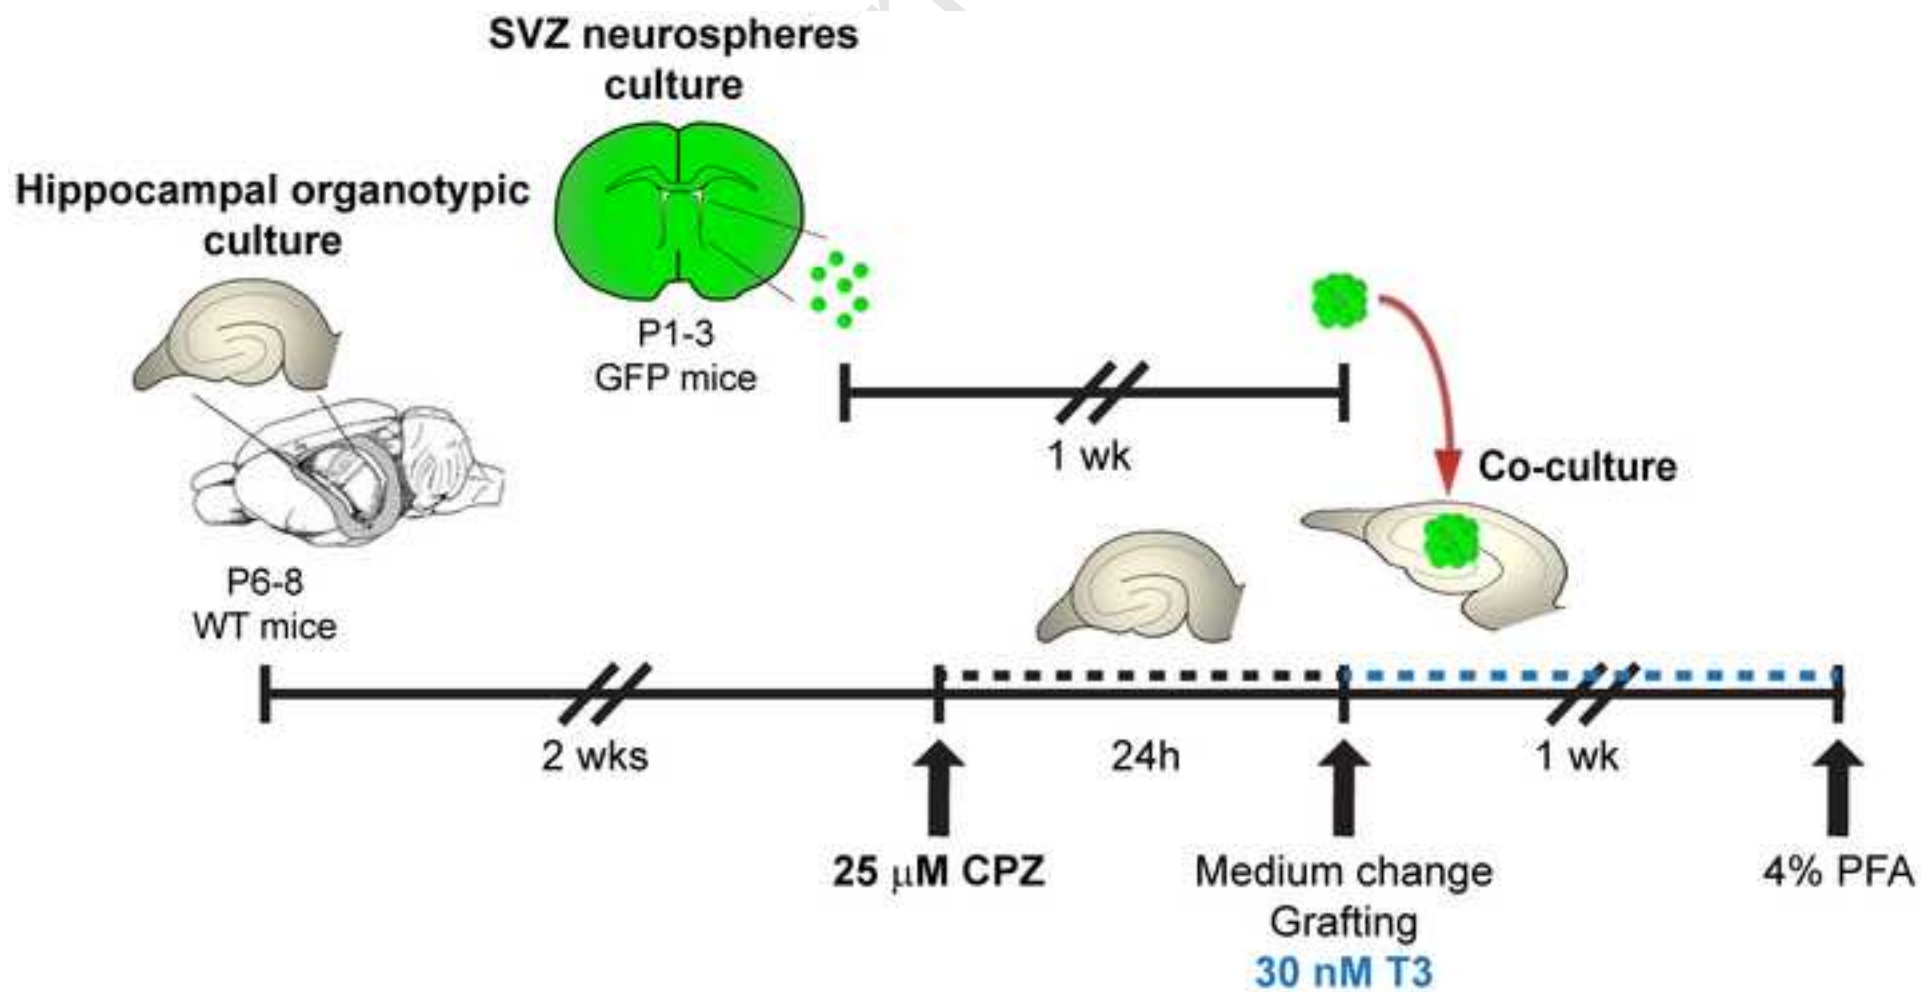 SVZ neurospheres
culture
Hippocampal organotypic
culture
P1-3
GFP mice
1 wk
Co-culture
P6-8
WT mice
2 wks
24h
1 wk
25 μM CPZ
Medium change
Grafting
30 nM T3
4% PFA